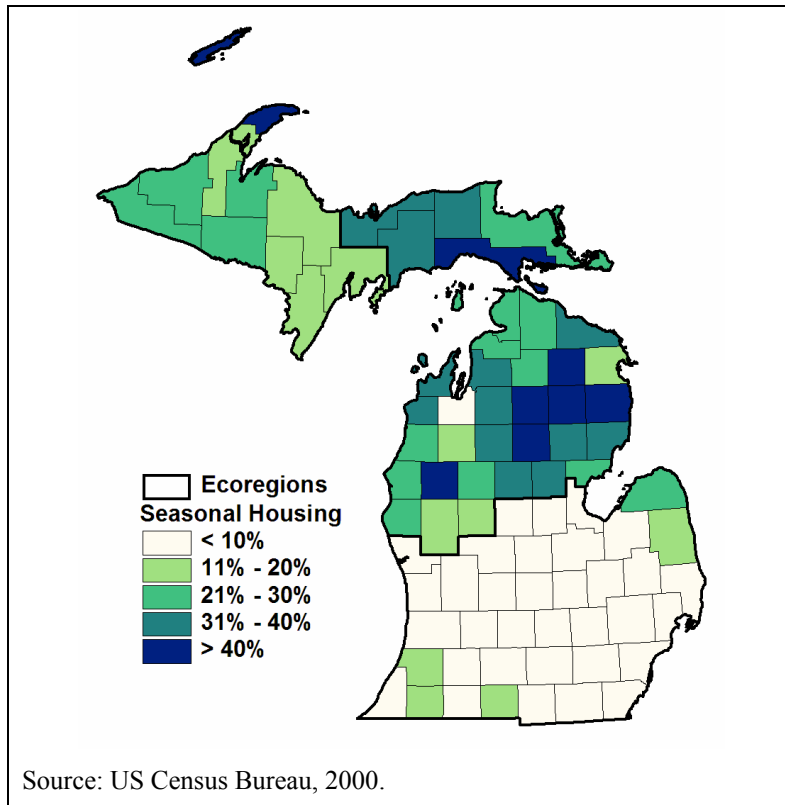 Ecoregions
Seasonal Housing
< 10%
11% - 20%
21% - 30%
31% - 40%
> 40%
Source: US Census Bureau, 2000.